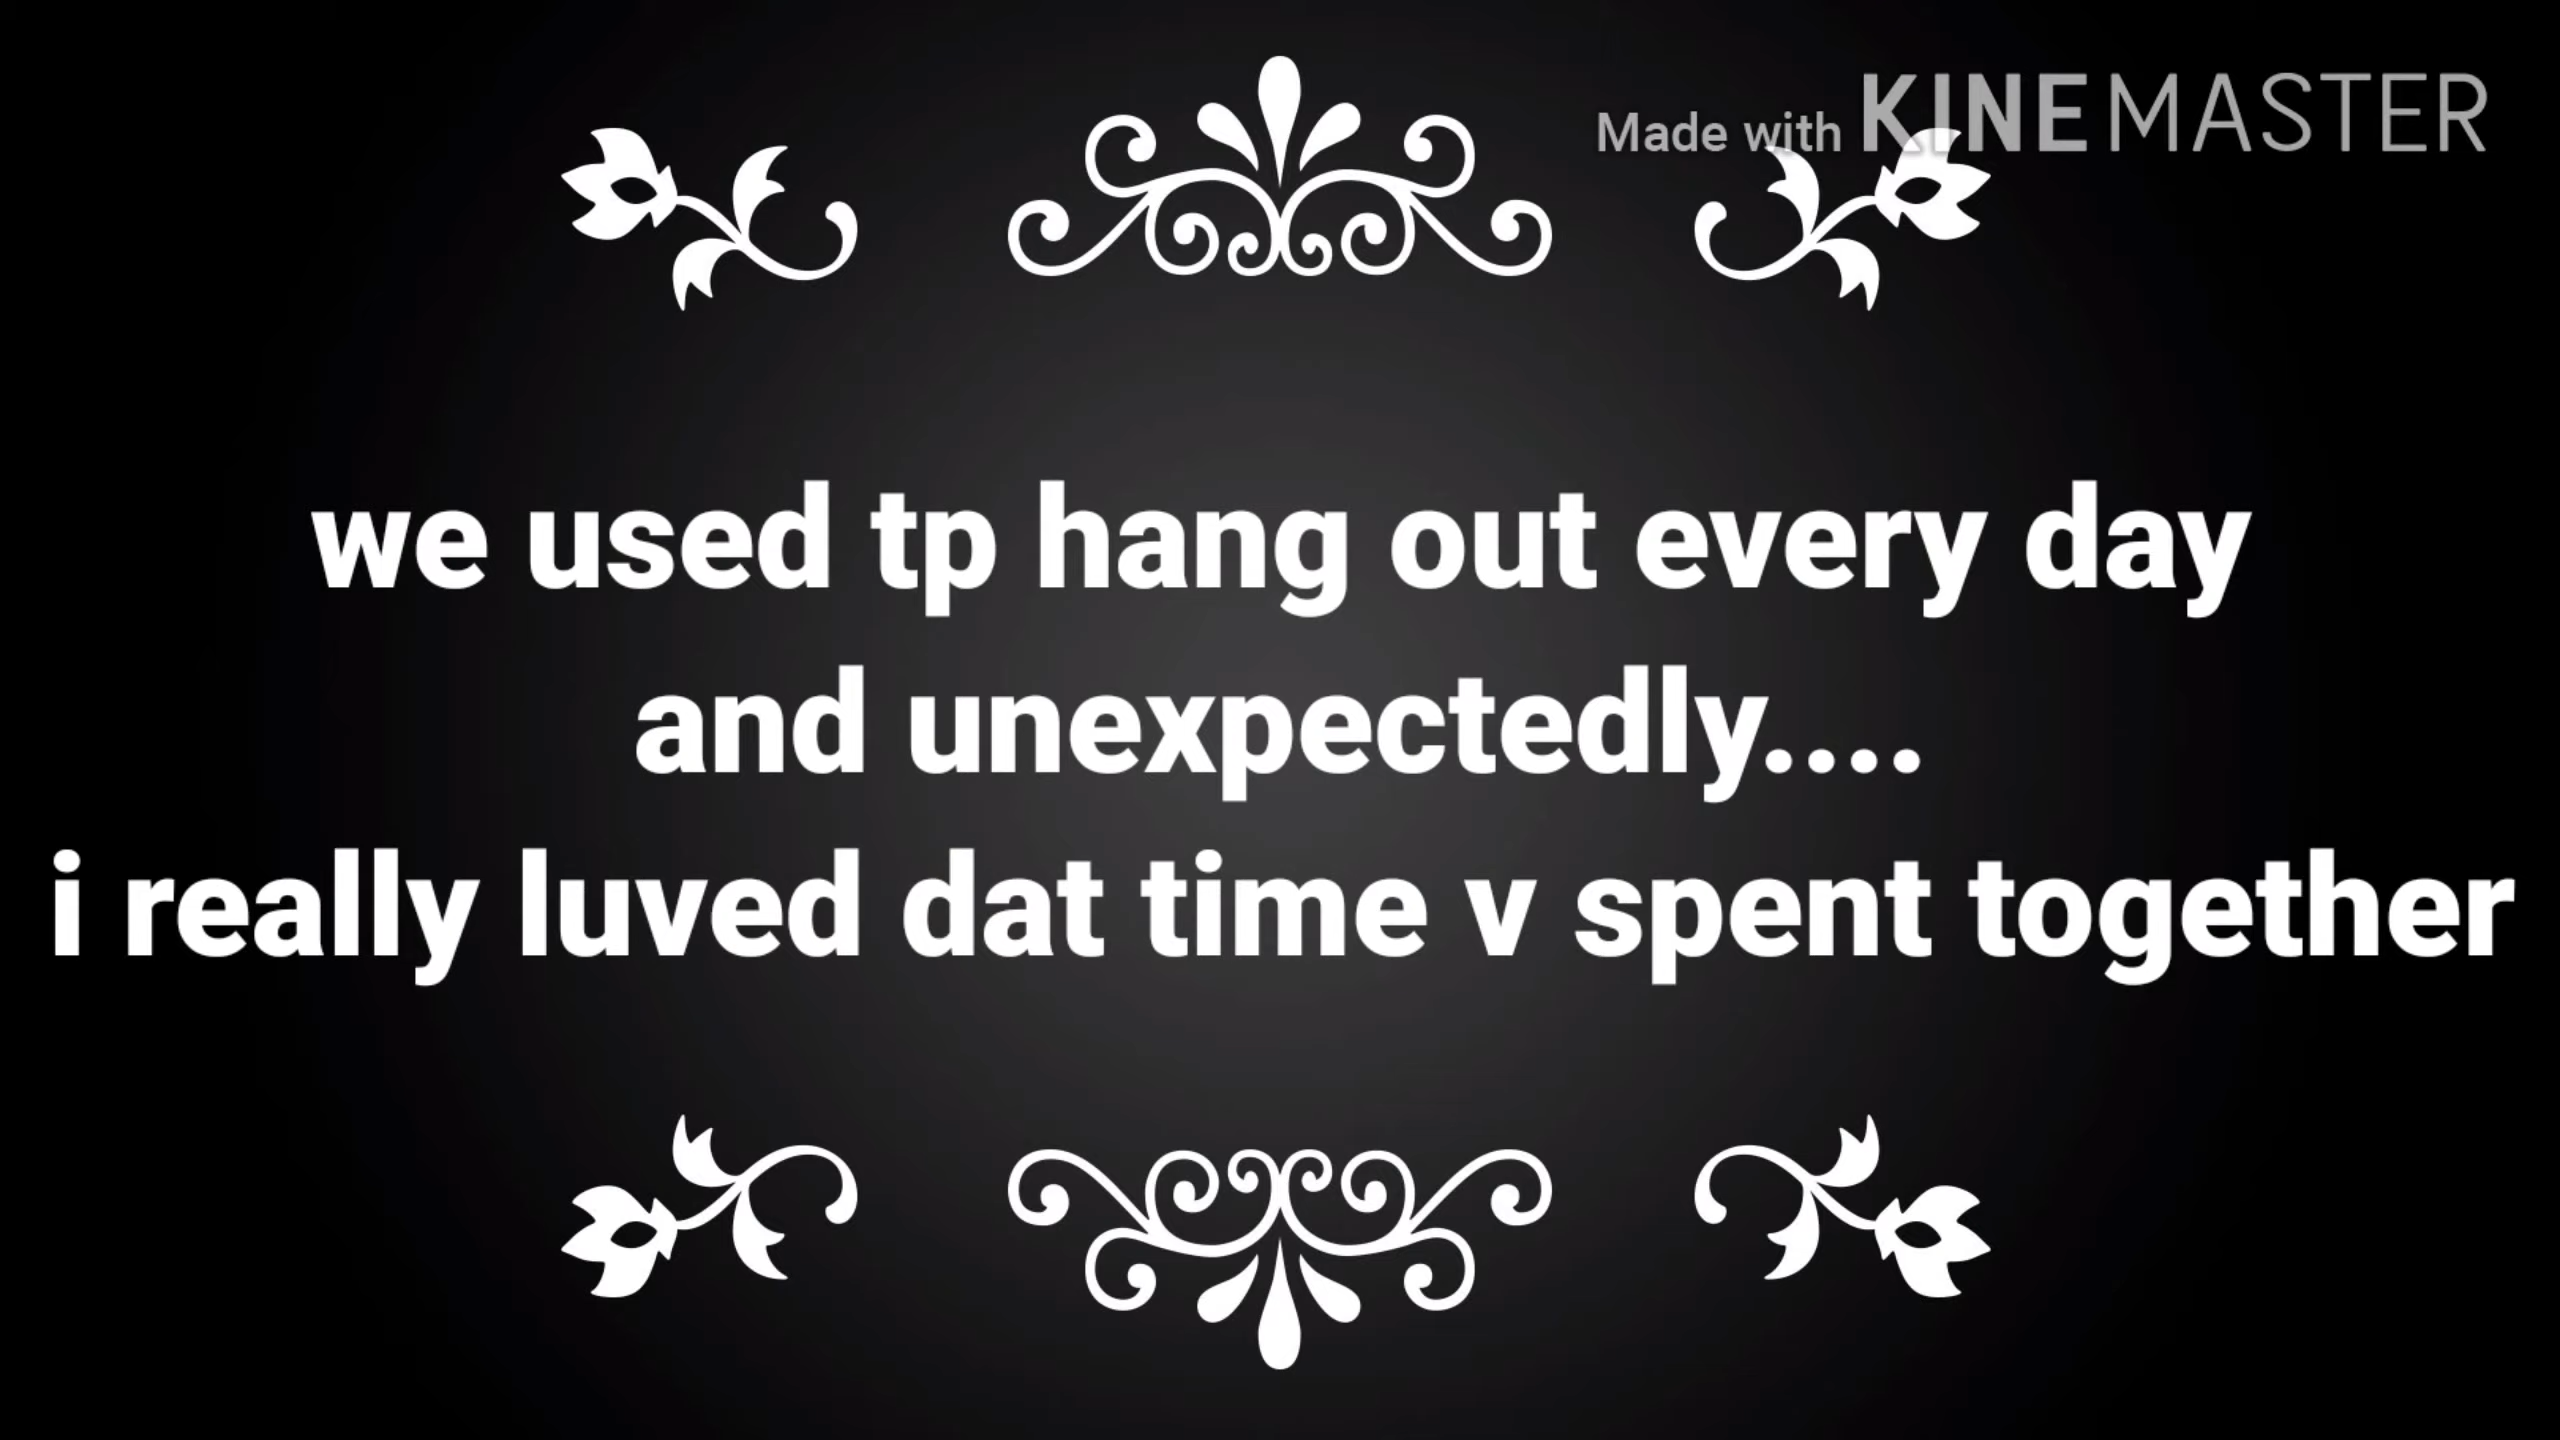 Made with KINEMASTER
we used tp hang out every day
and unexpectedly....
i really luved dat time v spent together